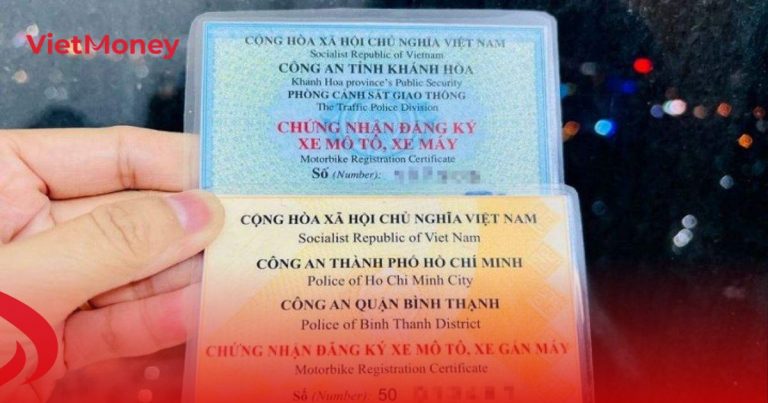 VietMoney
CỘNG HÒA XÃ HỘI CHỦ NGHĨA VIỆT NAM
Socialist Republic of Vietnam
CÔNG AN TỈNH KHÁNH HÒA
Khanh Hoa province's Public Security
PHÒNG CẢNH SÁT GIAO THÔNG
The Traffic Police Division
CHỨNG NHẬN ĐĂNG KÝ
XE MÔ TÔ, XE MÁY
Motorbike Registration Certificate
Số (Number):
CỘNG HÒA XÃ HỘI CHỦ NGHĨA VIỆT NAM
Socialist Republic of Viet Nam
CÔNG AN THÀNH PHỐ HỒ CHÍ MINH
Police of Ho Chi Minh City
CÔNG AN QUẬN BÌNH THẠNH
Police of Binh Thanh District
CHỨNG NHẬN ĐĂNG KÝ XE MÔ TÔ, XE GẮN MÁY
Motorbike Registration Certificate
Số (Number): 50